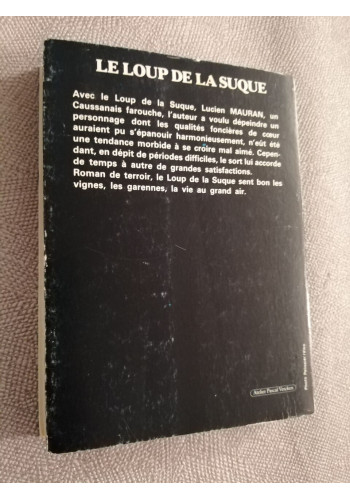 LE LOUP DE LA SUQUE
Avec le Loup de la Suque, Lucien MAURAN, un
Caussanais farouche, l'auteur a voulu dépeindre un
personnage dont les qualités foncières de cœur
auraient pu s'épanouir harmonieusement, n'eût été
une tendance morbide à se croire mal aimé. Cepen-
dant, en dépit de périodes difficiles, le sort lui accorde
de temps à autre de grandes satisfactions.
Roman de terroir, le Loup de la Suque sent bon les
vignes, les garennes, la vie au grand air.